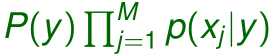 P(y) ∏_{j=1}^{M} p(x_j|y)